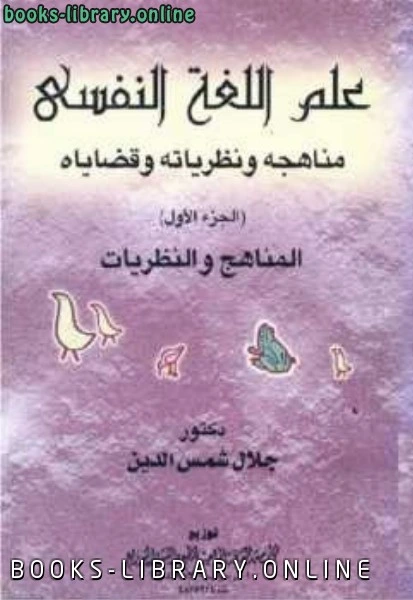 books-library.online
علم اللغة النفسى
مناهجه ونظرياته وقضاياه
(الجزء الأول)
المناهج والنظريات
دكتور
جلال شمس الدين
توزيع
BOOKS-LIBRARY.ONLINE